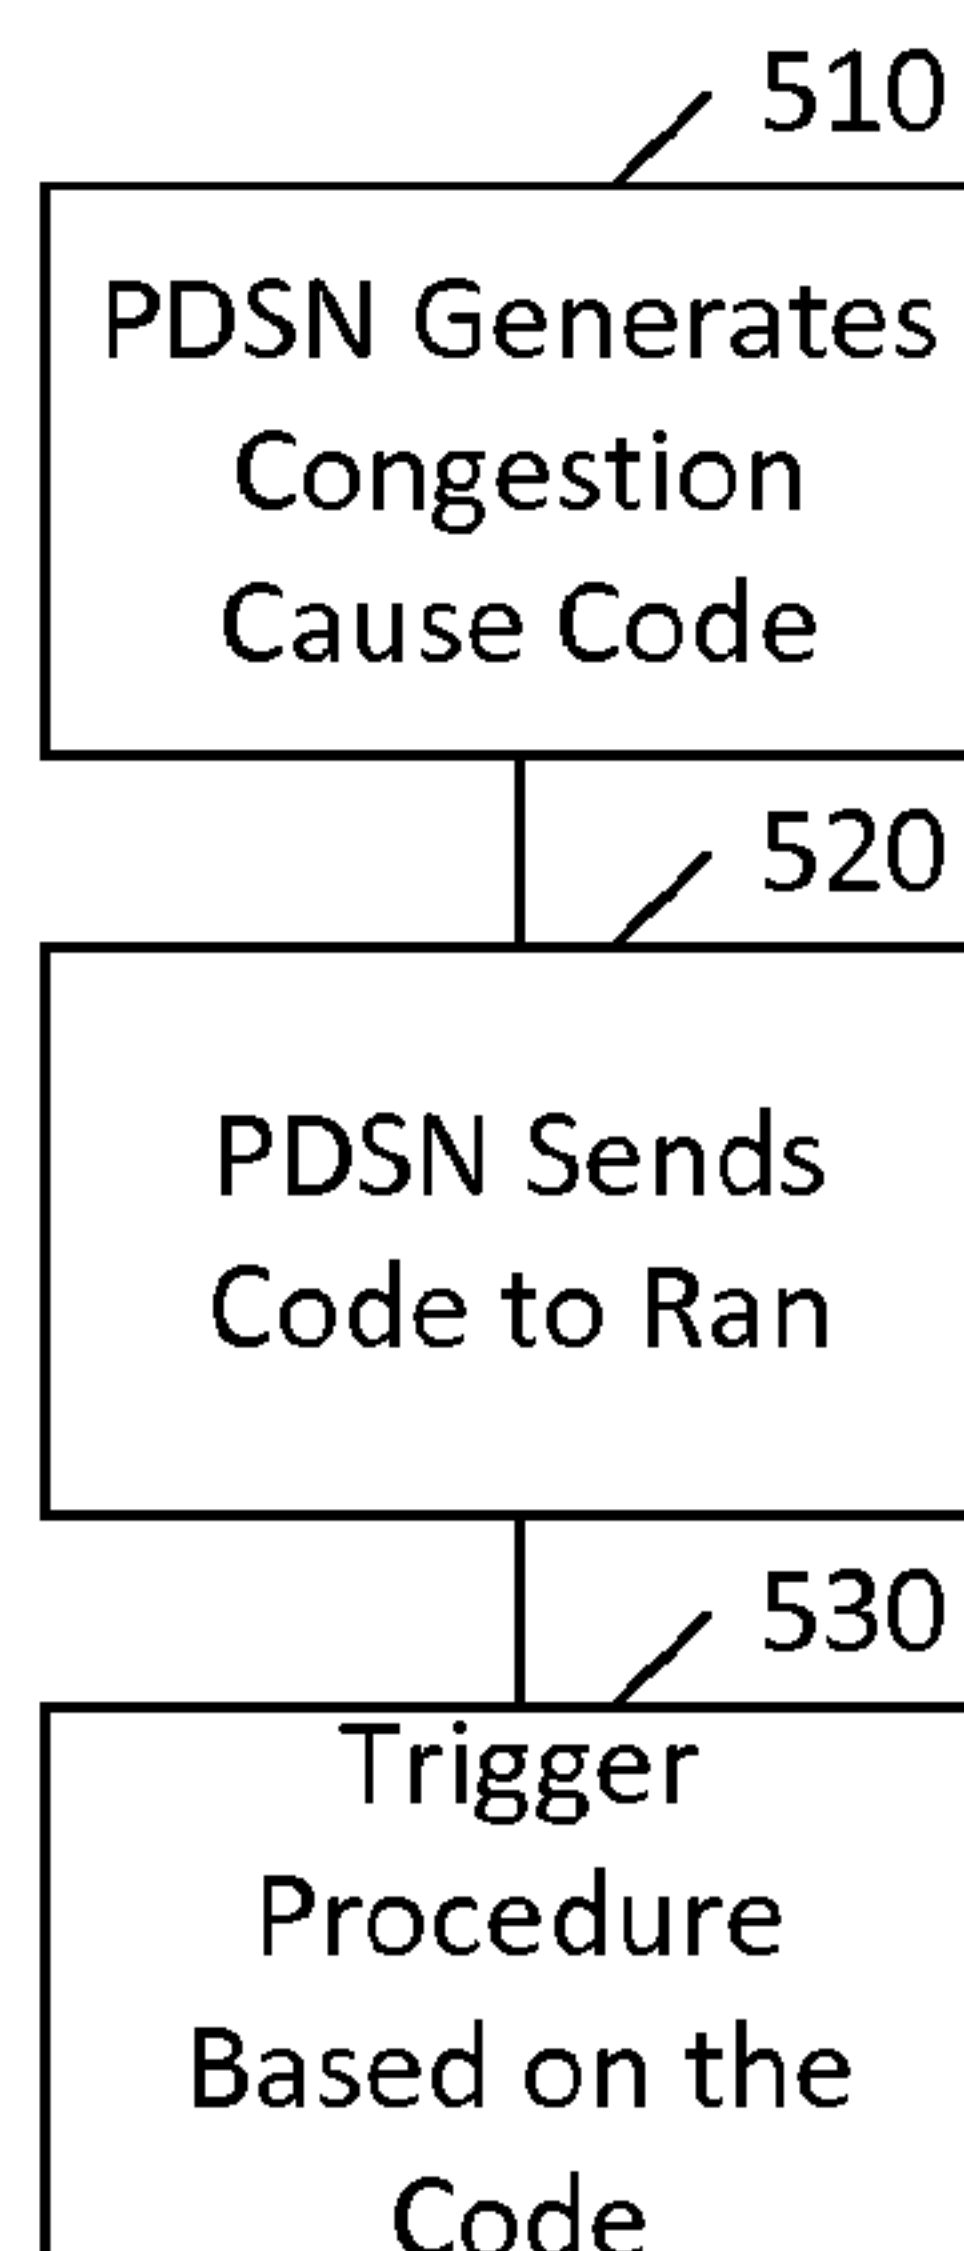 510
PDSN Generates
Congestion
Cause Code
520
PDSN Sends
Code to Ran
530
Trigger
Procedure
Based on the
Code